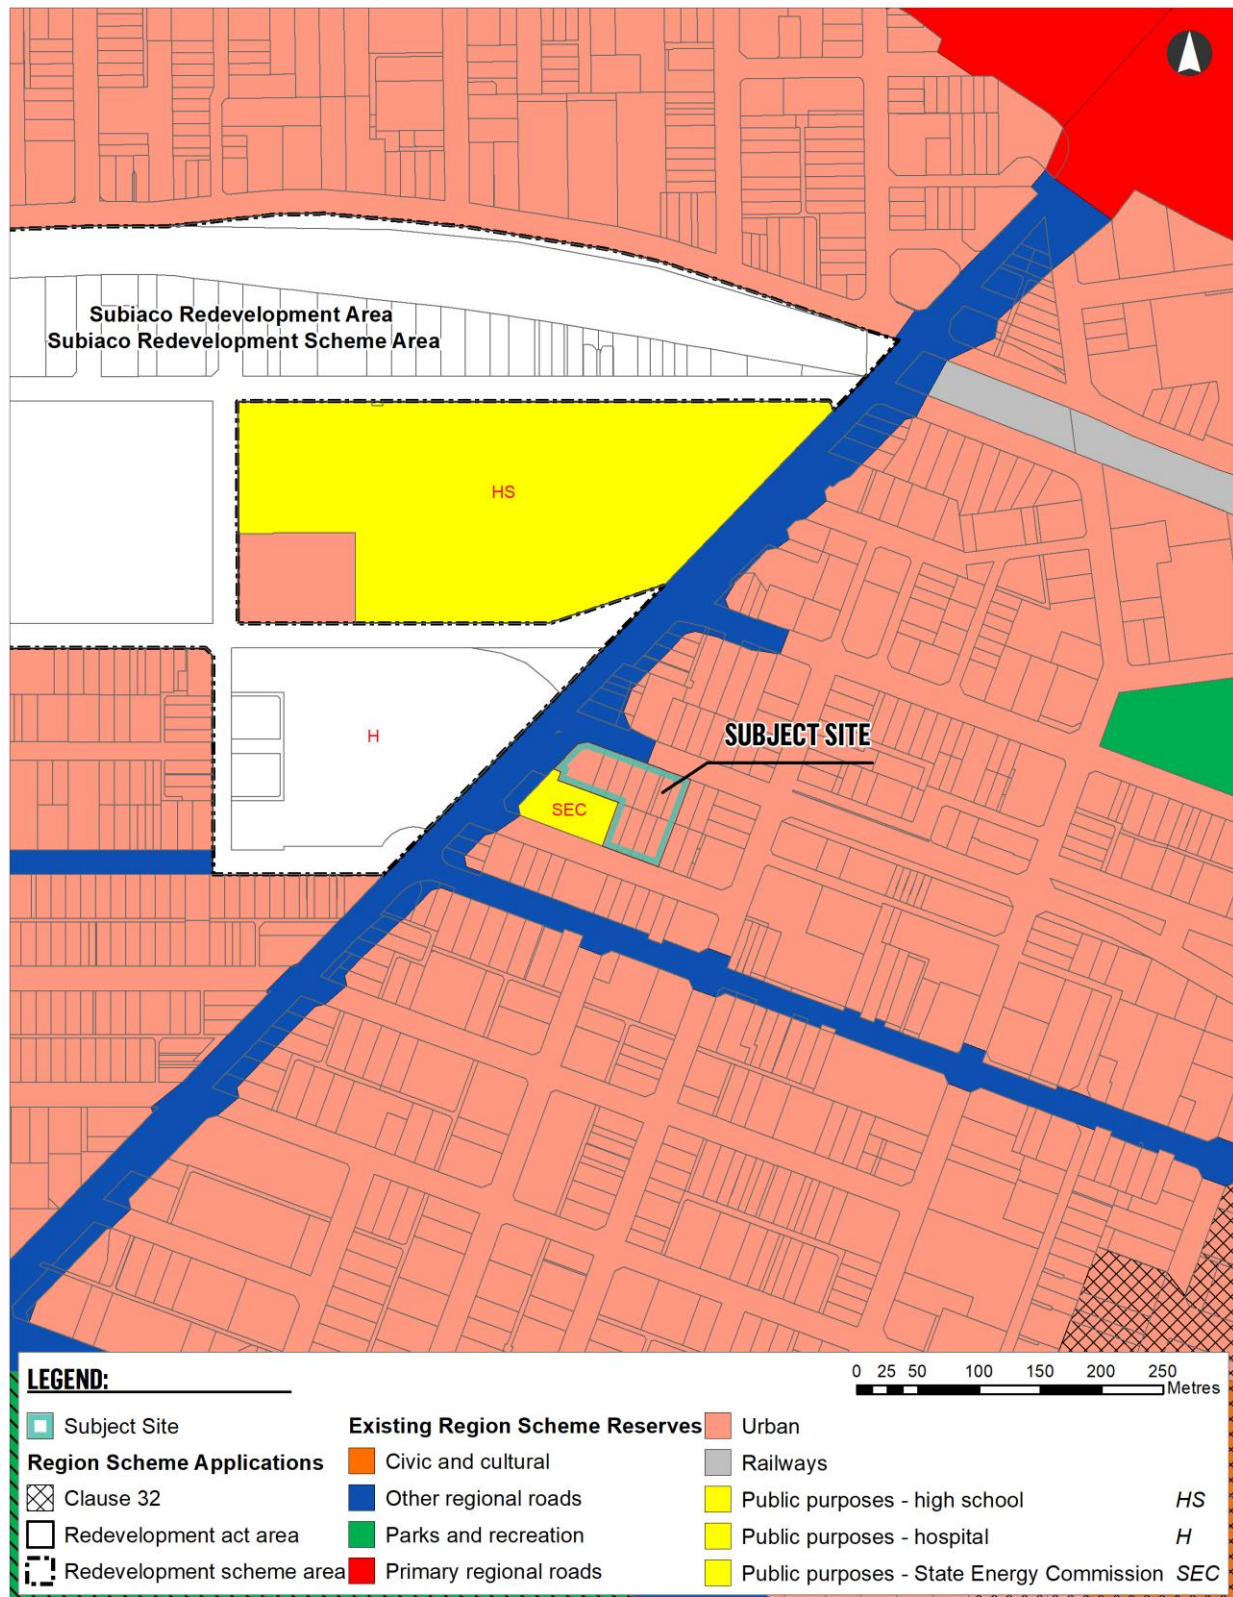 Subiaco Redevelopment Area
Subiaco Redevelopment Scheme Area
HS
H
SUBJECT SITE
SEC
LEGEND:
0 25 50 100 150 200 250
Metres
Subject Site
Region Scheme Applications
Clause 32
Redevelopment act area
Redevelopment scheme area
Existing Region Scheme Reserves
Civic and cultural
Other regional roads
Parks and recreation
Primary regional roads
Urban
Railways
Public purposes - high school HS
Public purposes - hospital H
Public purposes - State Energy Commission SEC